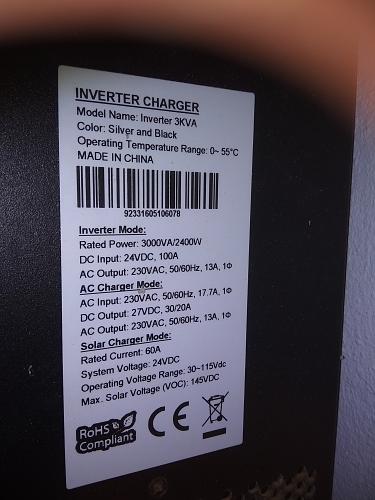 INVERTER CHARGER
Model Name: Inverter 3KVA
Color: Silver and Black
Operating Temperature Range: 0~ 55°C
MADE IN CHINA
92331605106078
Inverter Mode:
Rated Power: 3000VA/2400W
DC Input: 24VDC, 100A
AC Output: 230VAC, 50/60Hz, 13A, 1Φ
AC Charger Mode:
AC Input: 230VAC, 50/60Hz, 17.7A, 1Φ
DC Output: 27VDC, 30/20A
AC Output: 230VAC, 50/60Hz, 13A, 1Φ
Solar Charger Mode:
Rated Current: 60A
System Voltage: 24VDC
Operating Voltage Range: 30~115Vdc
Max. Solar Voltage (VOC): 145VDC
RoHS
Compliant
CE